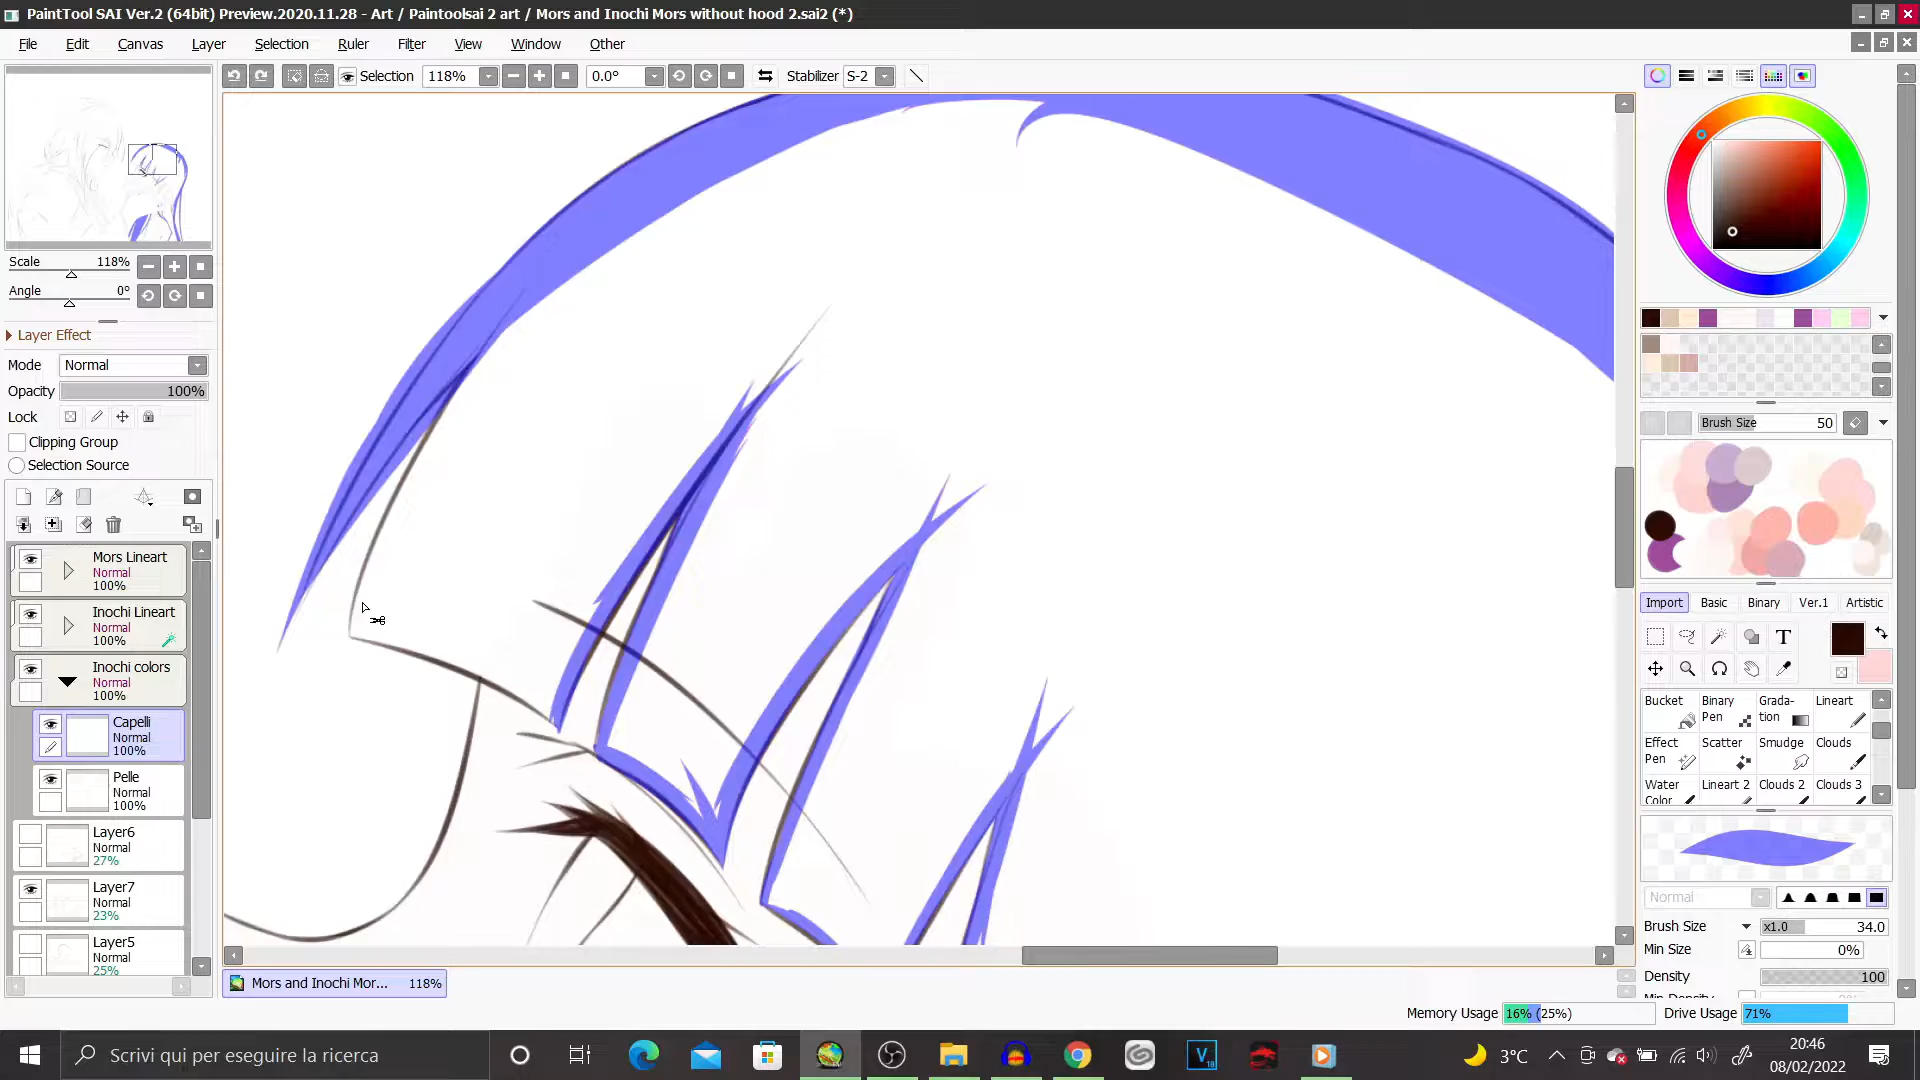 PaintTool SAI Ver.2 (64bit) Preview.2020.11.28 - Art / Paintoolsai 2 art / Mors and Inochi Mors without hood 2.sai2 (*)
File Edit Canvas Layer Selection Ruler Filter View Window Other
Selection 118% 0.0° Stabilizer S-2
Scale 118%
Angle 0°
Layer Effect
Mode Normal
Opacity 100%
Lock
Clipping Group
Selection Source
Mors Lineart
Normal
100%
Inochi Lineart
Normal
100%
Inochi colors
Normal
100%
Capelli
Normal
100%
Pelle
Normal
100%
Layer6
Normal
27%
Layer7
Normal
23%
Layer5
Normal
25%
Brush Size 50
Import Basic Binary Ver.1 Artistic
T
Bucket Binary Pen Grada-tion Lineart
Effect Pen Scatter Smudge Clouds
Water Color Lineart 2 Clouds 2 Clouds 3
Normal
Brush Size x1.0 34.0
Min Size 0%
Density 100
Mors and Inochi Mor... 118%
Memory Usage 16% (25%) Drive Usage 71%
Scrivi qui per eseguire la ricerca
3°C
20:46
08/02/2022